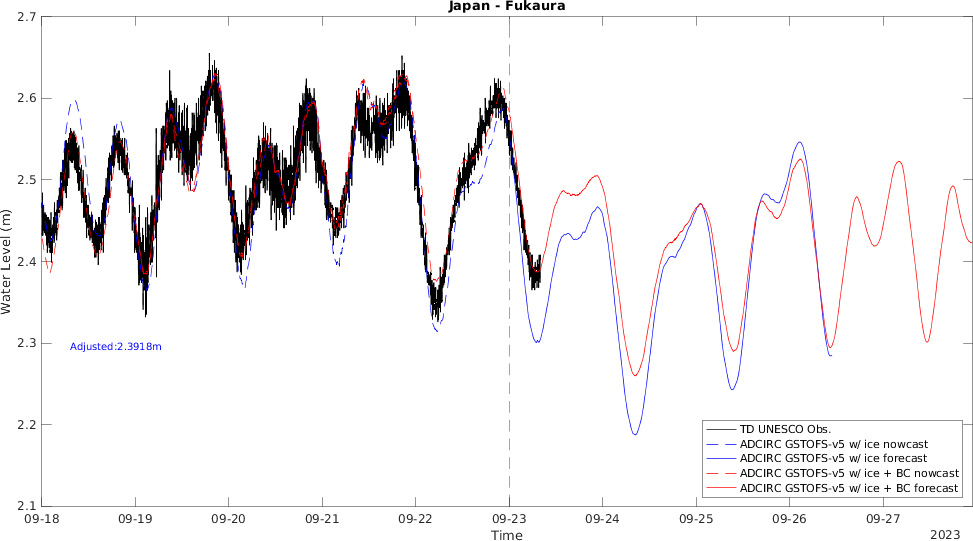 Japan - Fukaura
2.7
2.6
2.5
2.4
2.3
2.2
2.1
Water Level (m)
Adjusted:2.3918m
TD UNESCO Obs.
ADCIRC GSTOFS-v5 w/ ice nowcast
ADCIRC GSTOFS-v5 w/ ice forecast
ADCIRC GSTOFS-v5 w/ ice + BC nowcast
ADCIRC GSTOFS-v5 w/ ice + BC forecast
09-18 09-19 09-20 09-21 09-22 09-23 09-24 09-25 09-26 09-27
Time
2023